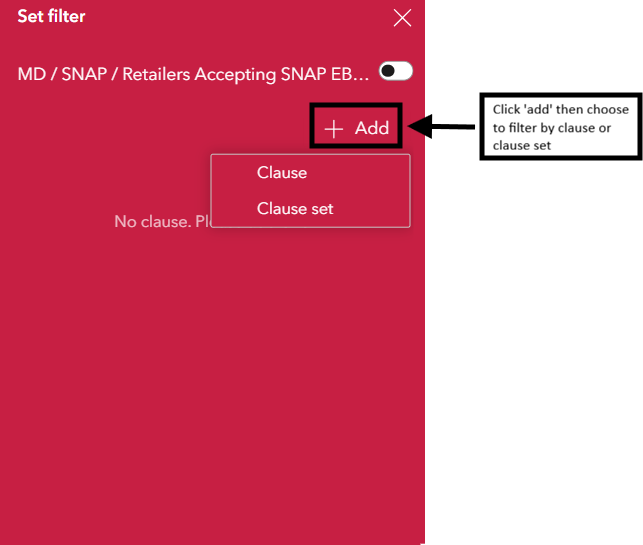 Set filter
MD / SNAP / Retailers Accepting SNAP EB...
Add
Click 'add' then choose
to filter by clause or
clause set
Clause
Clause set
No clause.